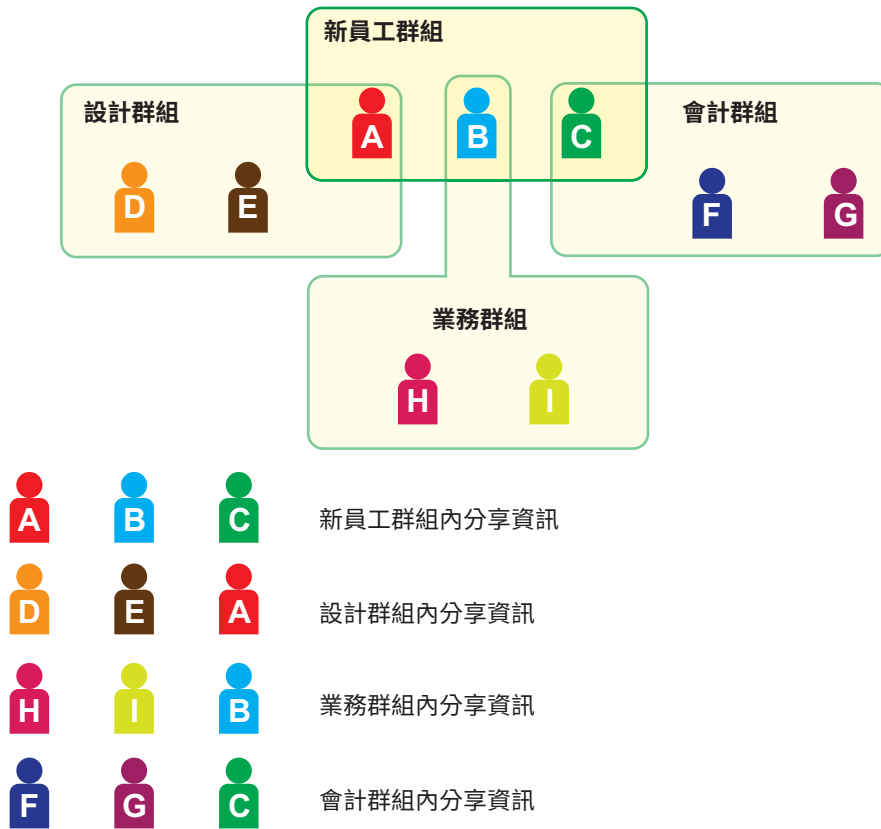 新員工群組
設計群組
會計群組
A
B
C
D
E
F
G
業務群組
H
I
A B C 新員工群組內分享資訊
D E A 設計群組內分享資訊
H I B 業務群組內分享資訊
F G C 會計群組內分享資訊